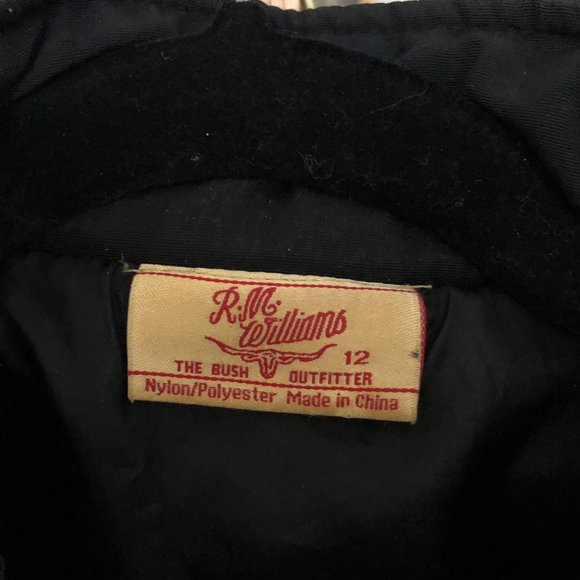 R.M.
Williams
12
THE BUSH OUTFITTER
Nylon/Polyester Made in China